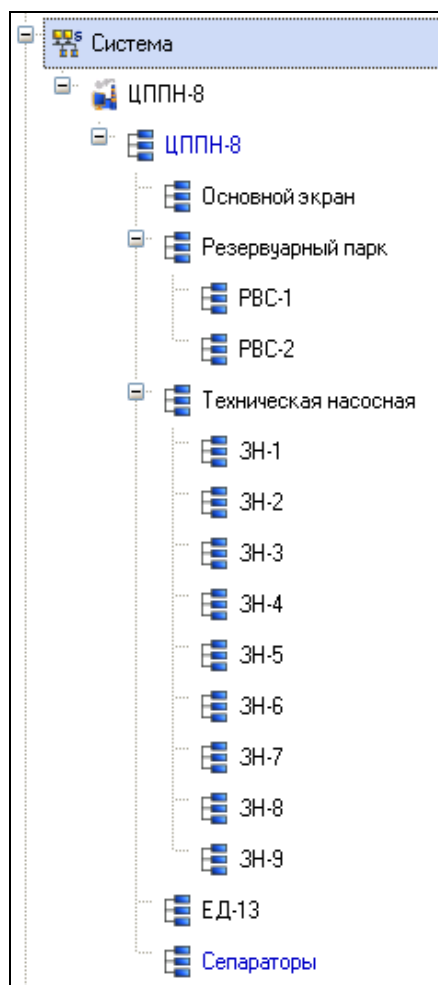 Система
ЦППН-8
ЦППН-8
Основной экран
Резервуарный парк
РВС-1
РВС-2
Техническая насосная
ЗН-1
ЗН-2
ЗН-3
ЗН-4
ЗН-5
ЗН-6
ЗН-7
ЗН-8
ЗН-9
ЕД-13
Сепараторы